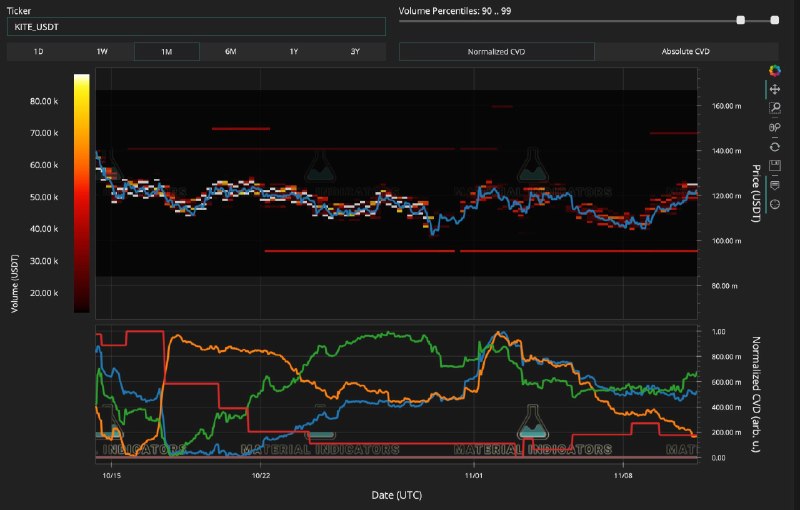 Ticker
KITE_USDT
1D 1W 1M 6M 1Y 3Y
Volume Percentiles: 90 .. 99
Normalized CVD Absolute CVD
80.00 k
70.00 k
60.00 k
50.00 k
40.00 k
30.00 k
20.00 k
Volume (USDT)
160.00 m
140.00 m
120.00 m
100.00 m
80.00 m
Price (USDT)
MATERIAL INDICATORS
1.00
800.00 m
600.00 m
400.00 m
200.00 m
0.00
Normalized CVD (arb. u.)
INDICATORS MATERIAL INDICATORS MATERIAL INDICATORS MAT
10/15 10/22 11/01 11/08
Date (UTC)